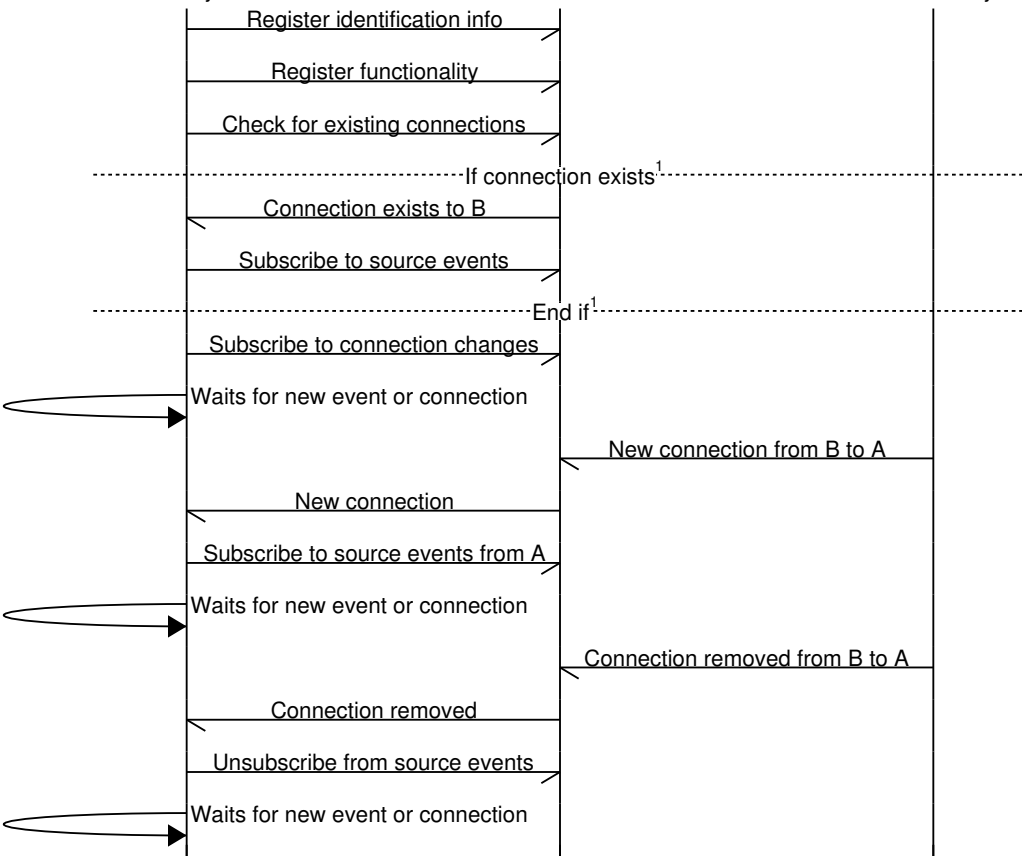 Register identification info
Register functionality
Check for existing connections
If connection exists1
Connection exists to B
Subscribe to source events
End if1
Subscribe to connection changes
Waits for new event or connection
New connection from B to A
New connection
Subscribe to source events from A
Waits for new event or connection
Connection removed from B to A
Connection removed
Unsubscribe from source events
Waits for new event or connection